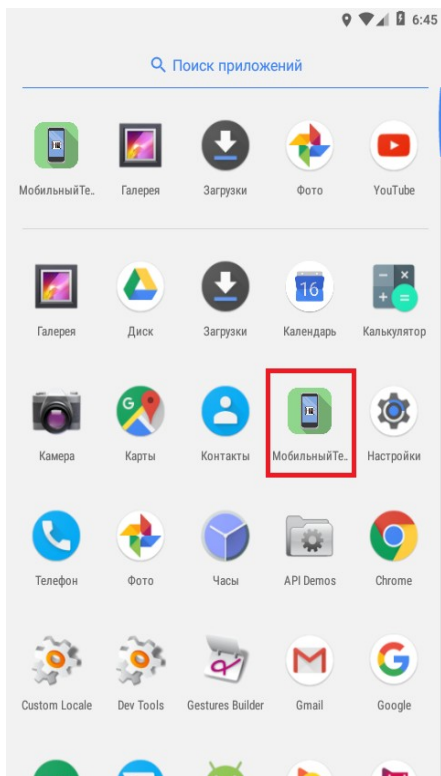 6:45
Поиск приложений
МобильныйТе..
Галерея
Загрузки
Фото
YouTube
Галерея
Диск
Загрузки
16
Календарь
Калькулятор
Камера
G
Карты
Контакты
МобильныйТе..
Настройки
Телефон
Фото
Часы
API Demos
Chrome
Custom Locale
Dev Tools
Gestures Builder
Gmail
Google